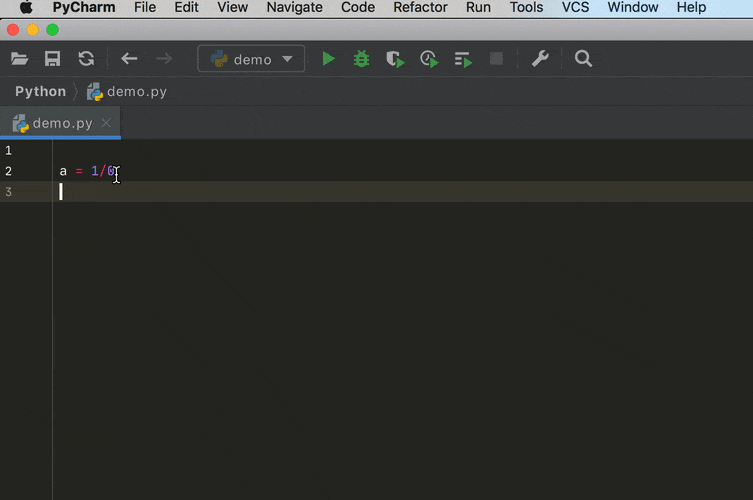 PyCharm File Edit View Navigate Code Refactor Run Tools VCS Window Help
demo
Python demo.py
demo.py
1
2 a = 1/0
3